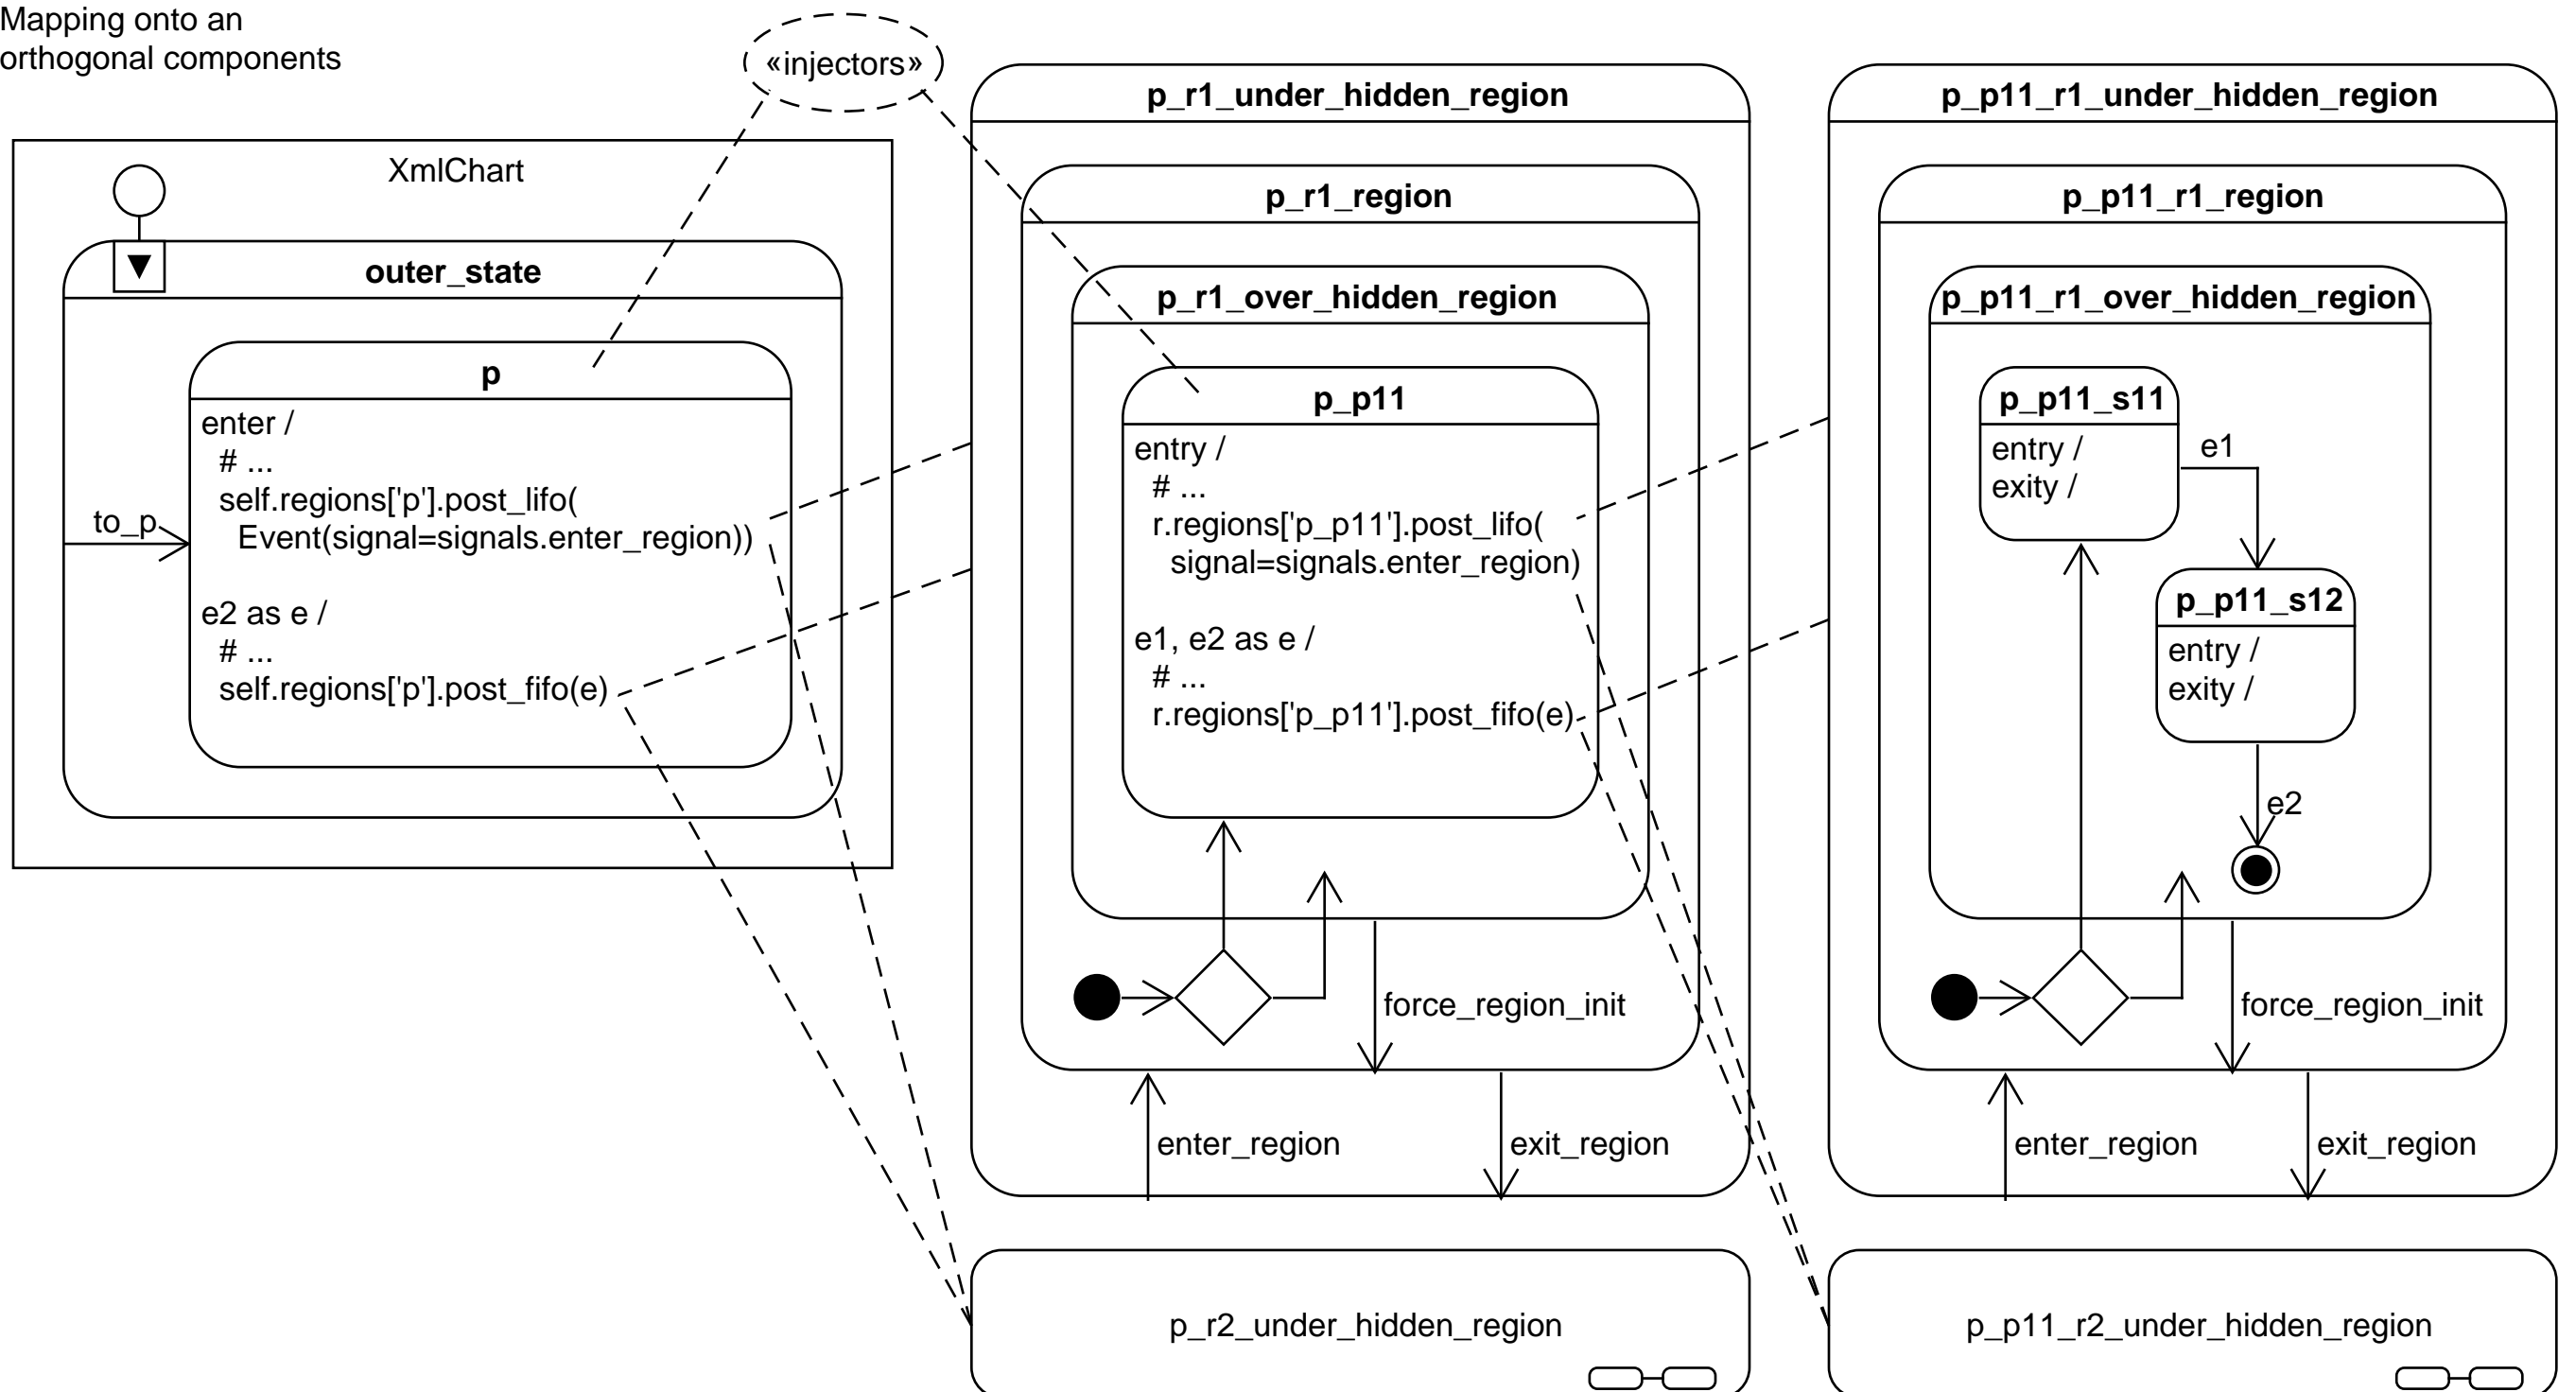 Mapping onto an
orthogonal components
«injectors»
XmlChart
outer_state
p
enter /
# ...
self.regions['p'].post_lifo(
Event(signal=signals.enter_region))
e2 as e /
# ...
self.regions['p'].post_fifo(e)
to_p
p_r1_under_hidden_region
p_r1_region
p_r1_over_hidden_region
p_p11
entry /
# ...
r.regions['p_p11'].post_lifo(
signal=signals.enter_region)
e1, e2 as e /
# ...
r.regions['p_p11'].post_fifo(e)
force_region_init
enter_region
exit_region
p_r2_under_hidden_region
p_p11_r1_under_hidden_region
p_p11_r1_region
p_p11_r1_over_hidden_region
p_p11_s11
entry /
exity /
e1
p_p11_s12
entry /
exity /
e2
force_region_init
enter_region
exit_region
p_p11_r2_under_hidden_region